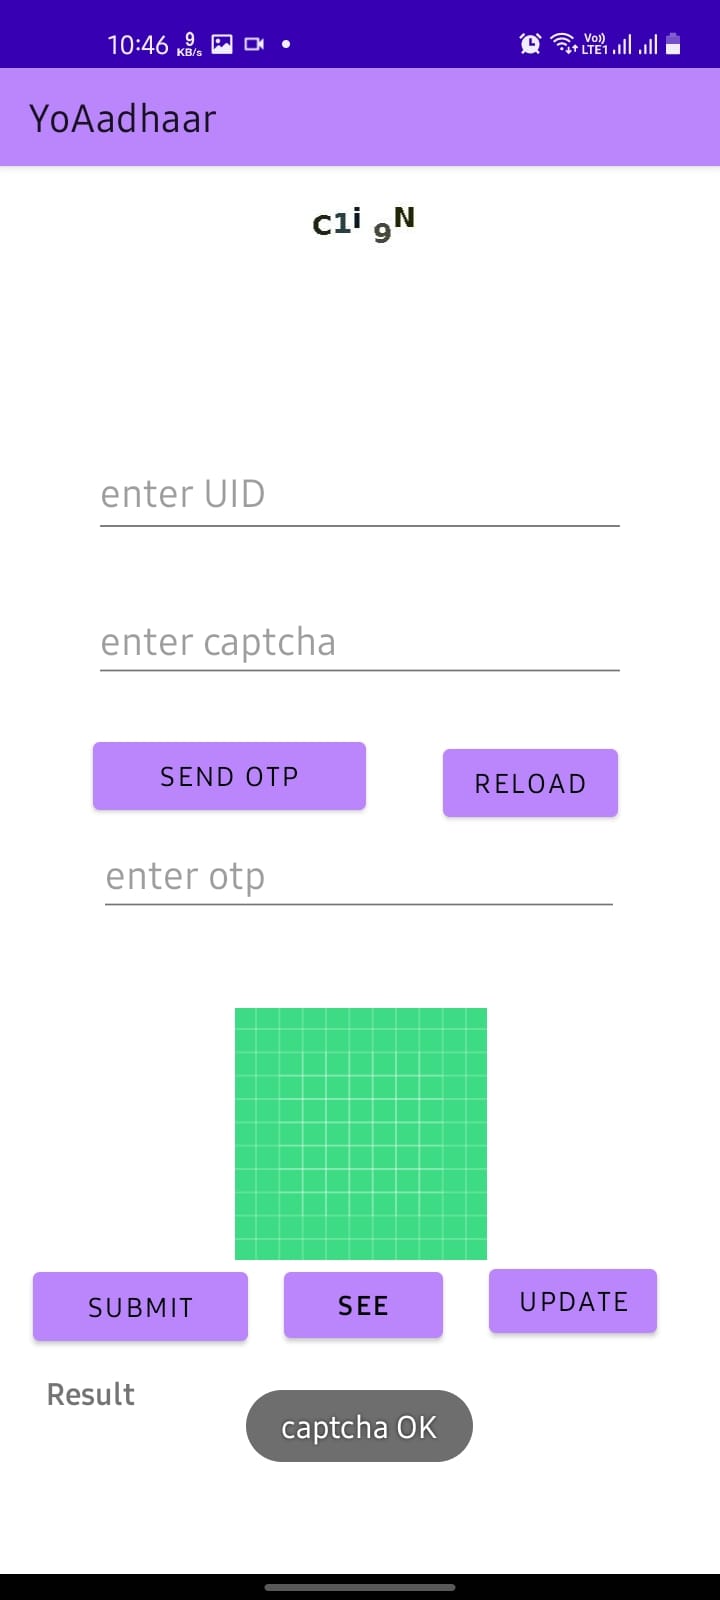 10:46 9 KB/s Vo)) LTE1
YoAadhaar
C1i 9N
enter UID
enter captcha
SEND OTP RELOAD
enter otp
SUBMIT SEE UPDATE
Result
captcha OK